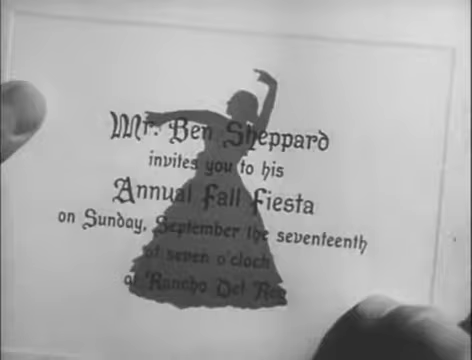 Mr. Ben Sheppard
invites you to his
Annual Fall Fiesta
on Sunday, September the seventeenth
at seven o'clock
at Rancho Del Rey